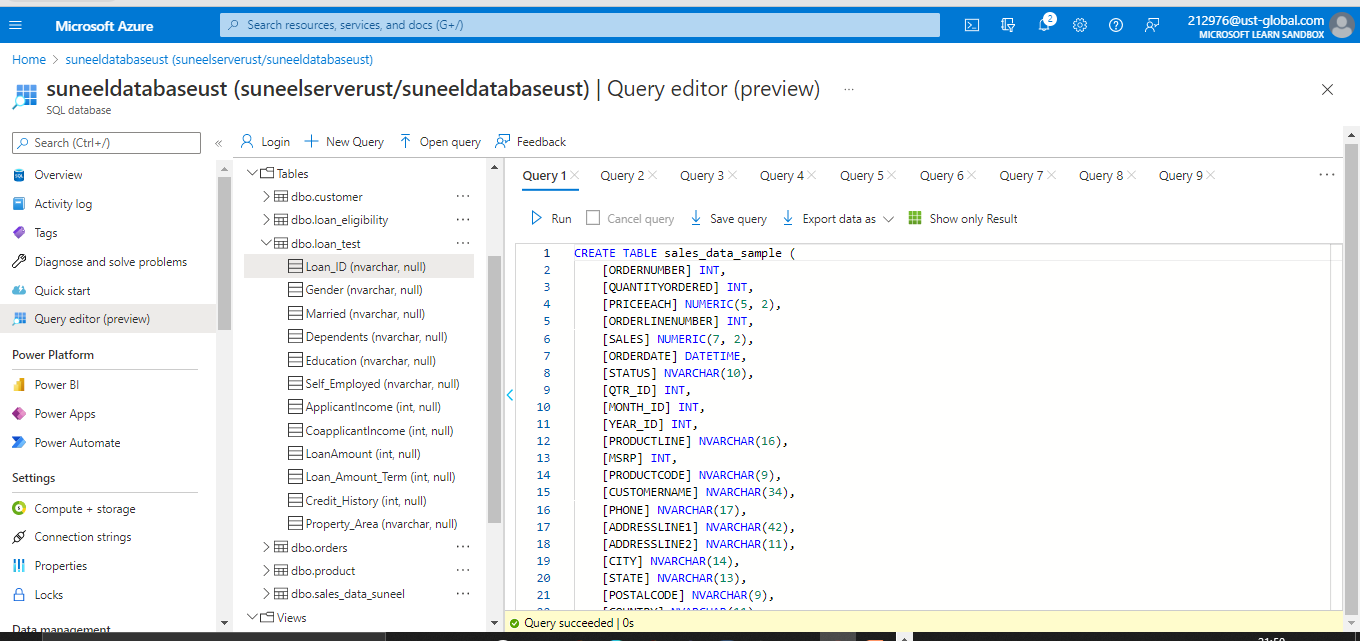 Microsoft Azure
Search resources, services, and docs (G+/)
2
212976@ust-global.com
MICROSOFT LEARN SANDBOX
Home > suneeldatabaseust (suneelserverust/suneeldatabaseust)
suneeldatabaseust (suneelserverust/suneeldatabaseust) | Query editor (preview) ...
SQL database
Search (Ctrl+/)
«
Overview
Activity log
Tags
Diagnose and solve problems
Quick start
Query editor (preview)
Power Platform
Power BI
Power Apps
Power Automate
Settings
Compute + storage
Connection strings
Properties
Locks
Data management
Login
New Query
Open query
Feedback
Tables
dbo.customer ...
dbo.loan_eligibility ...
dbo.loan_test ...
Loan_ID (nvarchar, null)
Gender (nvarchar, null)
Married (nvarchar, null)
Dependents (nvarchar, null)
Education (nvarchar, null)
Self_Employed (nvarchar, null)
ApplicantIncome (int, null)
CoapplicantIncome (int, null)
LoanAmount (int, null)
Loan_Amount_Term (int, null)
Credit_History (int, null)
Property_Area (nvarchar, null)
dbo.orders ...
dbo.product ...
dbo.sales_data_suneel ...
Views
Query 1 Query 2 Query 3 Query 4 Query 5 Query 6 Query 7 Query 8 Query 9 ...
Run Cancel query Save query Export data as Show only Result
1 CREATE TABLE sales_data_sample (
2 [ORDERNUMBER] INT,
3 [QUANTITYORDERED] INT,
4 [PRICEEACH] NUMERIC(5, 2),
5 [ORDERLINENUMBER] INT,
6 [SALES] NUMERIC(7, 2),
7 [ORDERDATE] DATETIME,
8 [STATUS] NVARCHAR(10),
9 [QTR_ID] INT,
10 [MONTH_ID] INT,
11 [YEAR_ID] INT,
12 [PRODUCTLINE] NVARCHAR(16),
13 [MSRP] INT,
14 [PRODUCTCODE] NVARCHAR(9),
15 [CUSTOMERNAME] NVARCHAR(34),
16 [PHONE] NVARCHAR(17),
17 [ADDRESSLINE1] NVARCHAR(42),
18 [ADDRESSLINE2] NVARCHAR(11),
19 [CITY] NVARCHAR(14),
20 [STATE] NVARCHAR(13),
21 [POSTALCODE] NVARCHAR(9),
22 [COUNTRY] NVARCHAR(11)
Query succeeded | 0s